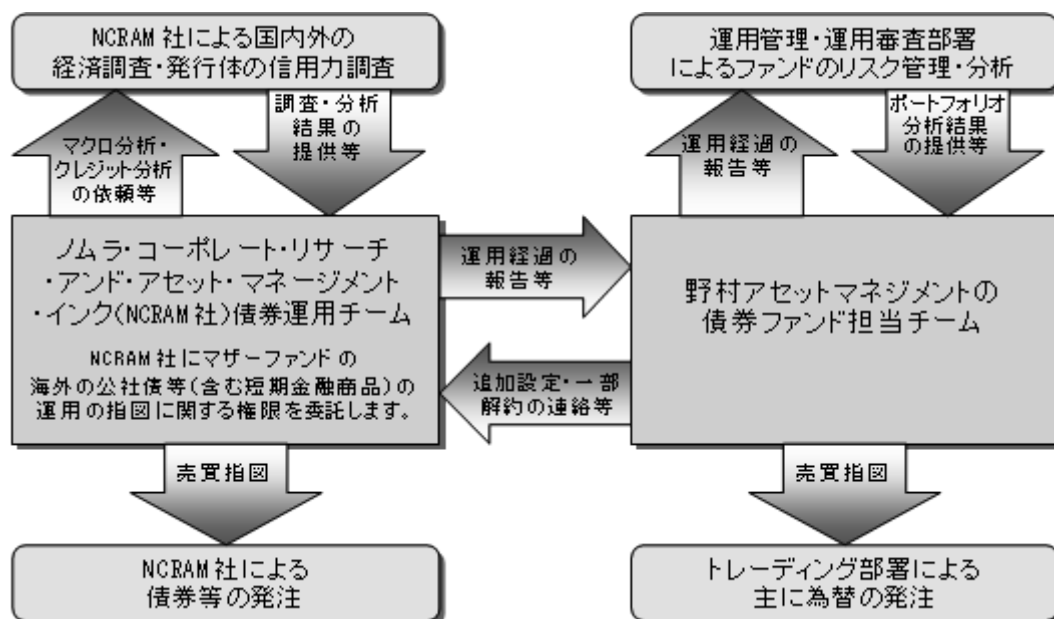 NCRAM社による国内外の
経済調査・発行体の信用力調査
運用管理・運用審査部署
によるファンドのリスク管理・分析
マクロ分析・
クレジット分析
の依頼等
調査・分析
結果の
提供等
運用経過の
報告等
ポートフォリオ
分析結果
の提供等
ノムラ・コーポレート・リサーチ
・アンド・アセット・マネージメント
・インク(NCRAM社)債券運用チーム
NCRAM社にマザーファンドの
海外の公社債等(含む短期金融商品)の
運用の指図に関する権限を委託します。
運用経過の
報告等
追加設定・一部
解約の連絡等
野村アセットマネジメントの
債券ファンド担当チーム
売買指図
売買指図
NCRAM社による
債券等の発注
トレーディング部署による
主に為替の発注